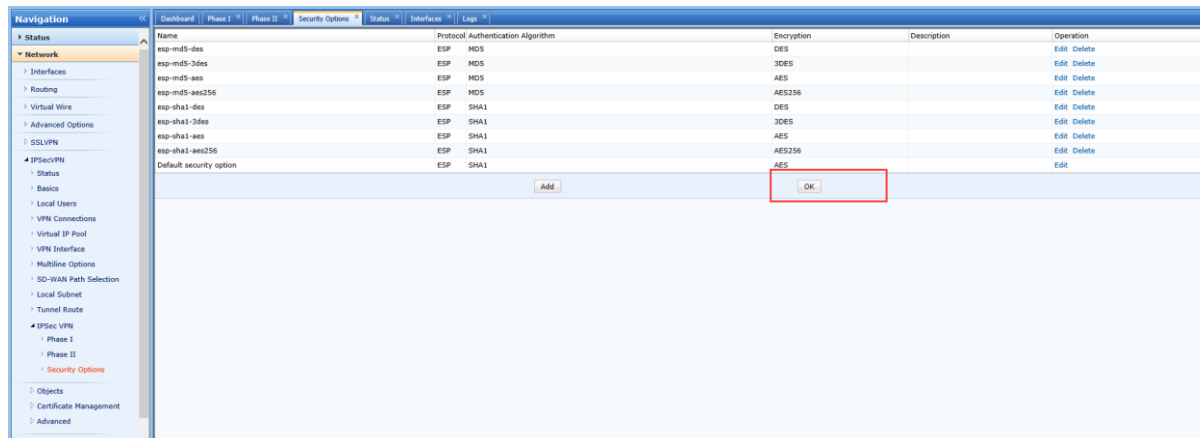 Navigation «
Status
Network
Interfaces
Routing
Virtual Wire
Advanced Options
SSLVPN
IPSecVPN
Status
Basics
Local Users
VPN Connections
Virtual IP Pool
VPN Interface
Multiline Options
SD-WAN Path Selection
Local Subnet
Tunnel Route
IPSec VPN
Phase I
Phase II
Security Options
Objects
Certificate Management
Advanced
Dashboard Phase I × Phase II × Security Options × Status × Interfaces × Logs ×
Name Protocol Authentication Algorithm Encryption Description Operation
esp-md5-des ESP MD5 DES Edit Delete
esp-md5-3des ESP MD5 3DES Edit Delete
esp-md5-aes ESP MD5 AES Edit Delete
esp-md5-aes256 ESP MD5 AES256 Edit Delete
esp-sha1-des ESP SHA1 DES Edit Delete
esp-sha1-3des ESP SHA1 3DES Edit Delete
esp-sha1-aes ESP SHA1 AES Edit Delete
esp-sha1-aes256 ESP SHA1 AES256 Edit Delete
Default security option ESP SHA1 AES Edit
Add OK